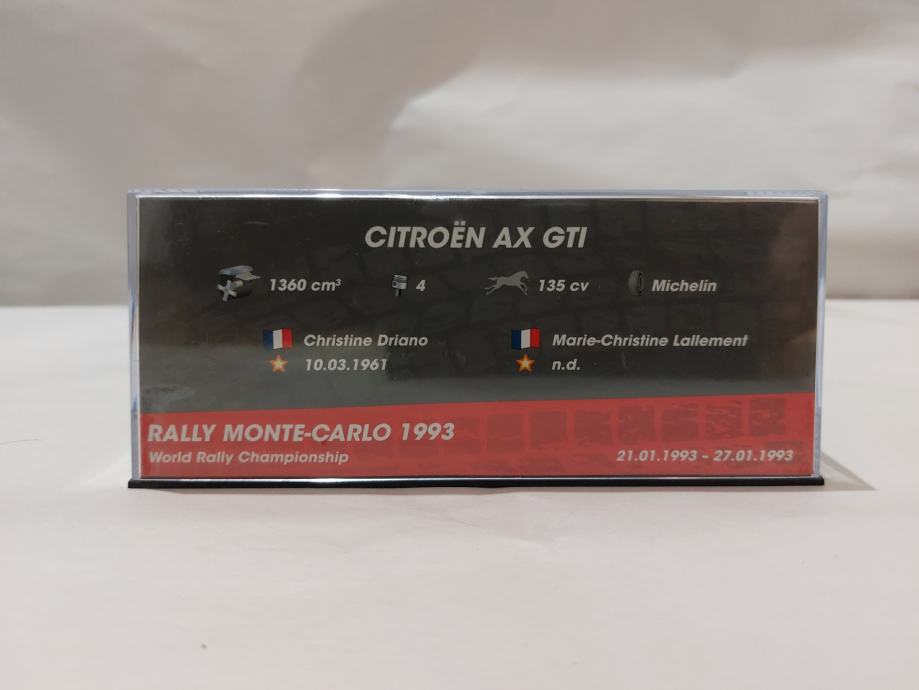 CITROËN AX GTI
1360 cm³ 4 135 cv Michelin
Christine Driano Marie-Christine Lallement
10.03.1961 n.d.
RALLY MONTE-CARLO 1993
World Rally Championship 21.01.1993 - 27.01.1993